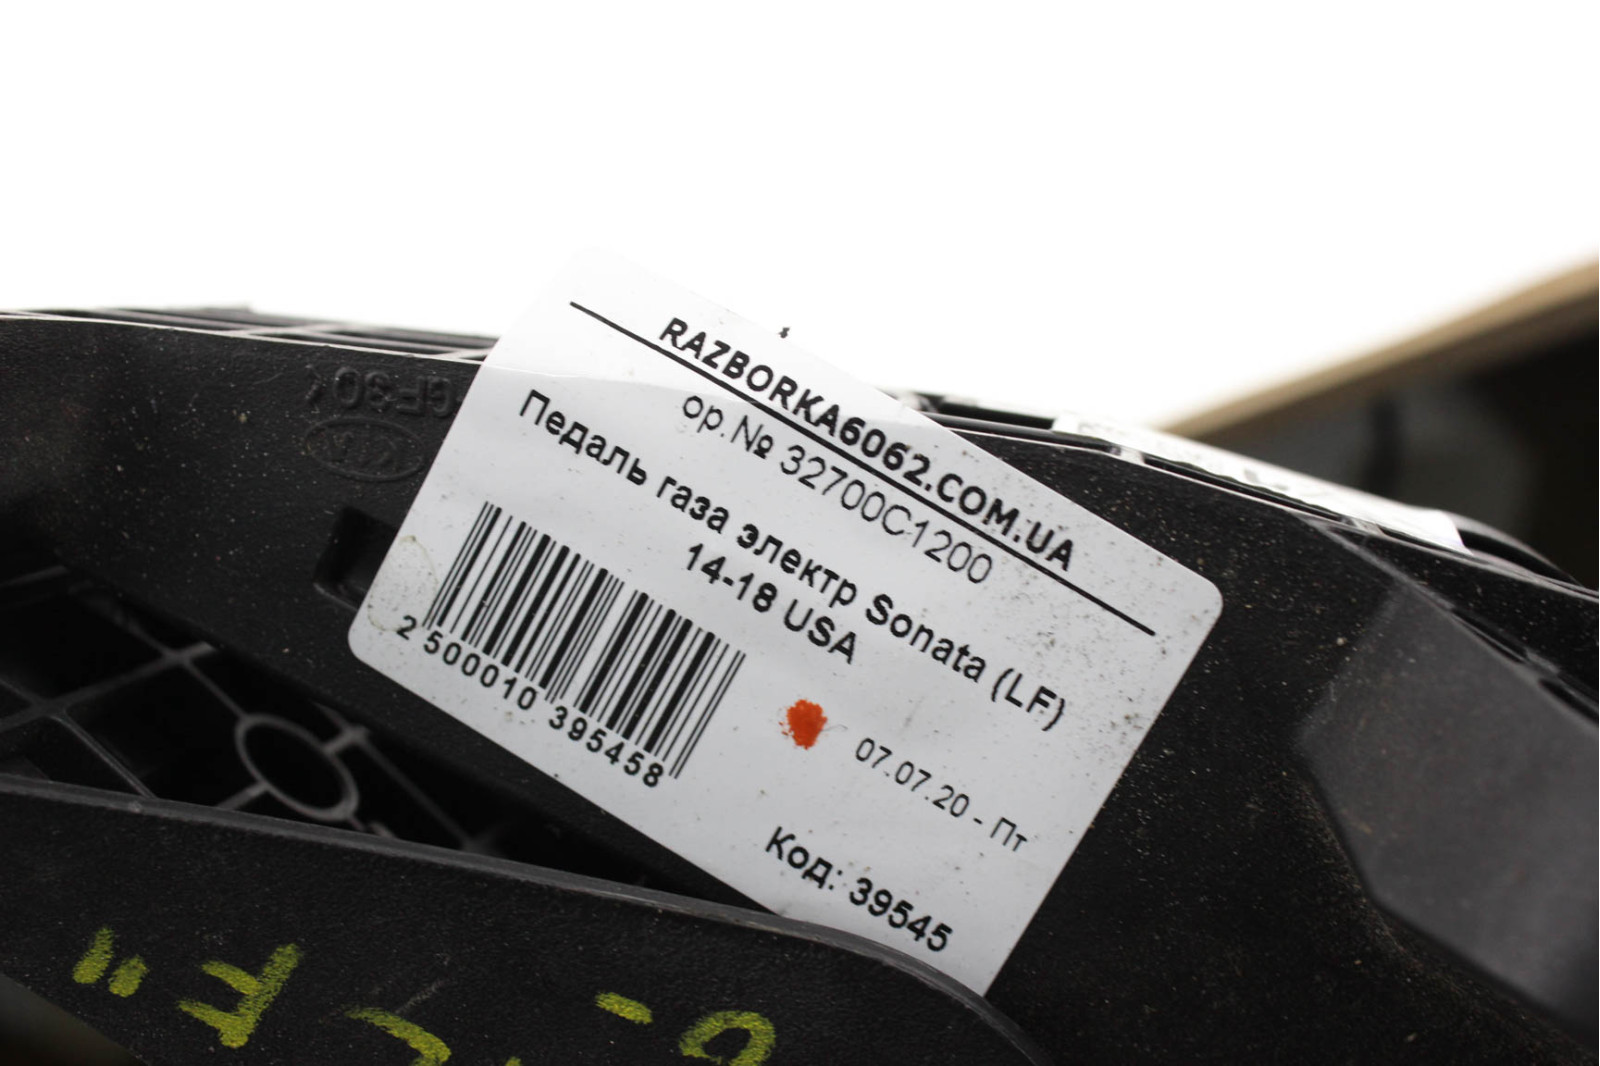 RAZBORKA6062.COM.UA
ор.№ 32700C1200
Педаль газа электр Sonata (LF)
14-18 USA
2 500010 395458
07.07.20 - Пт
Код: 39545